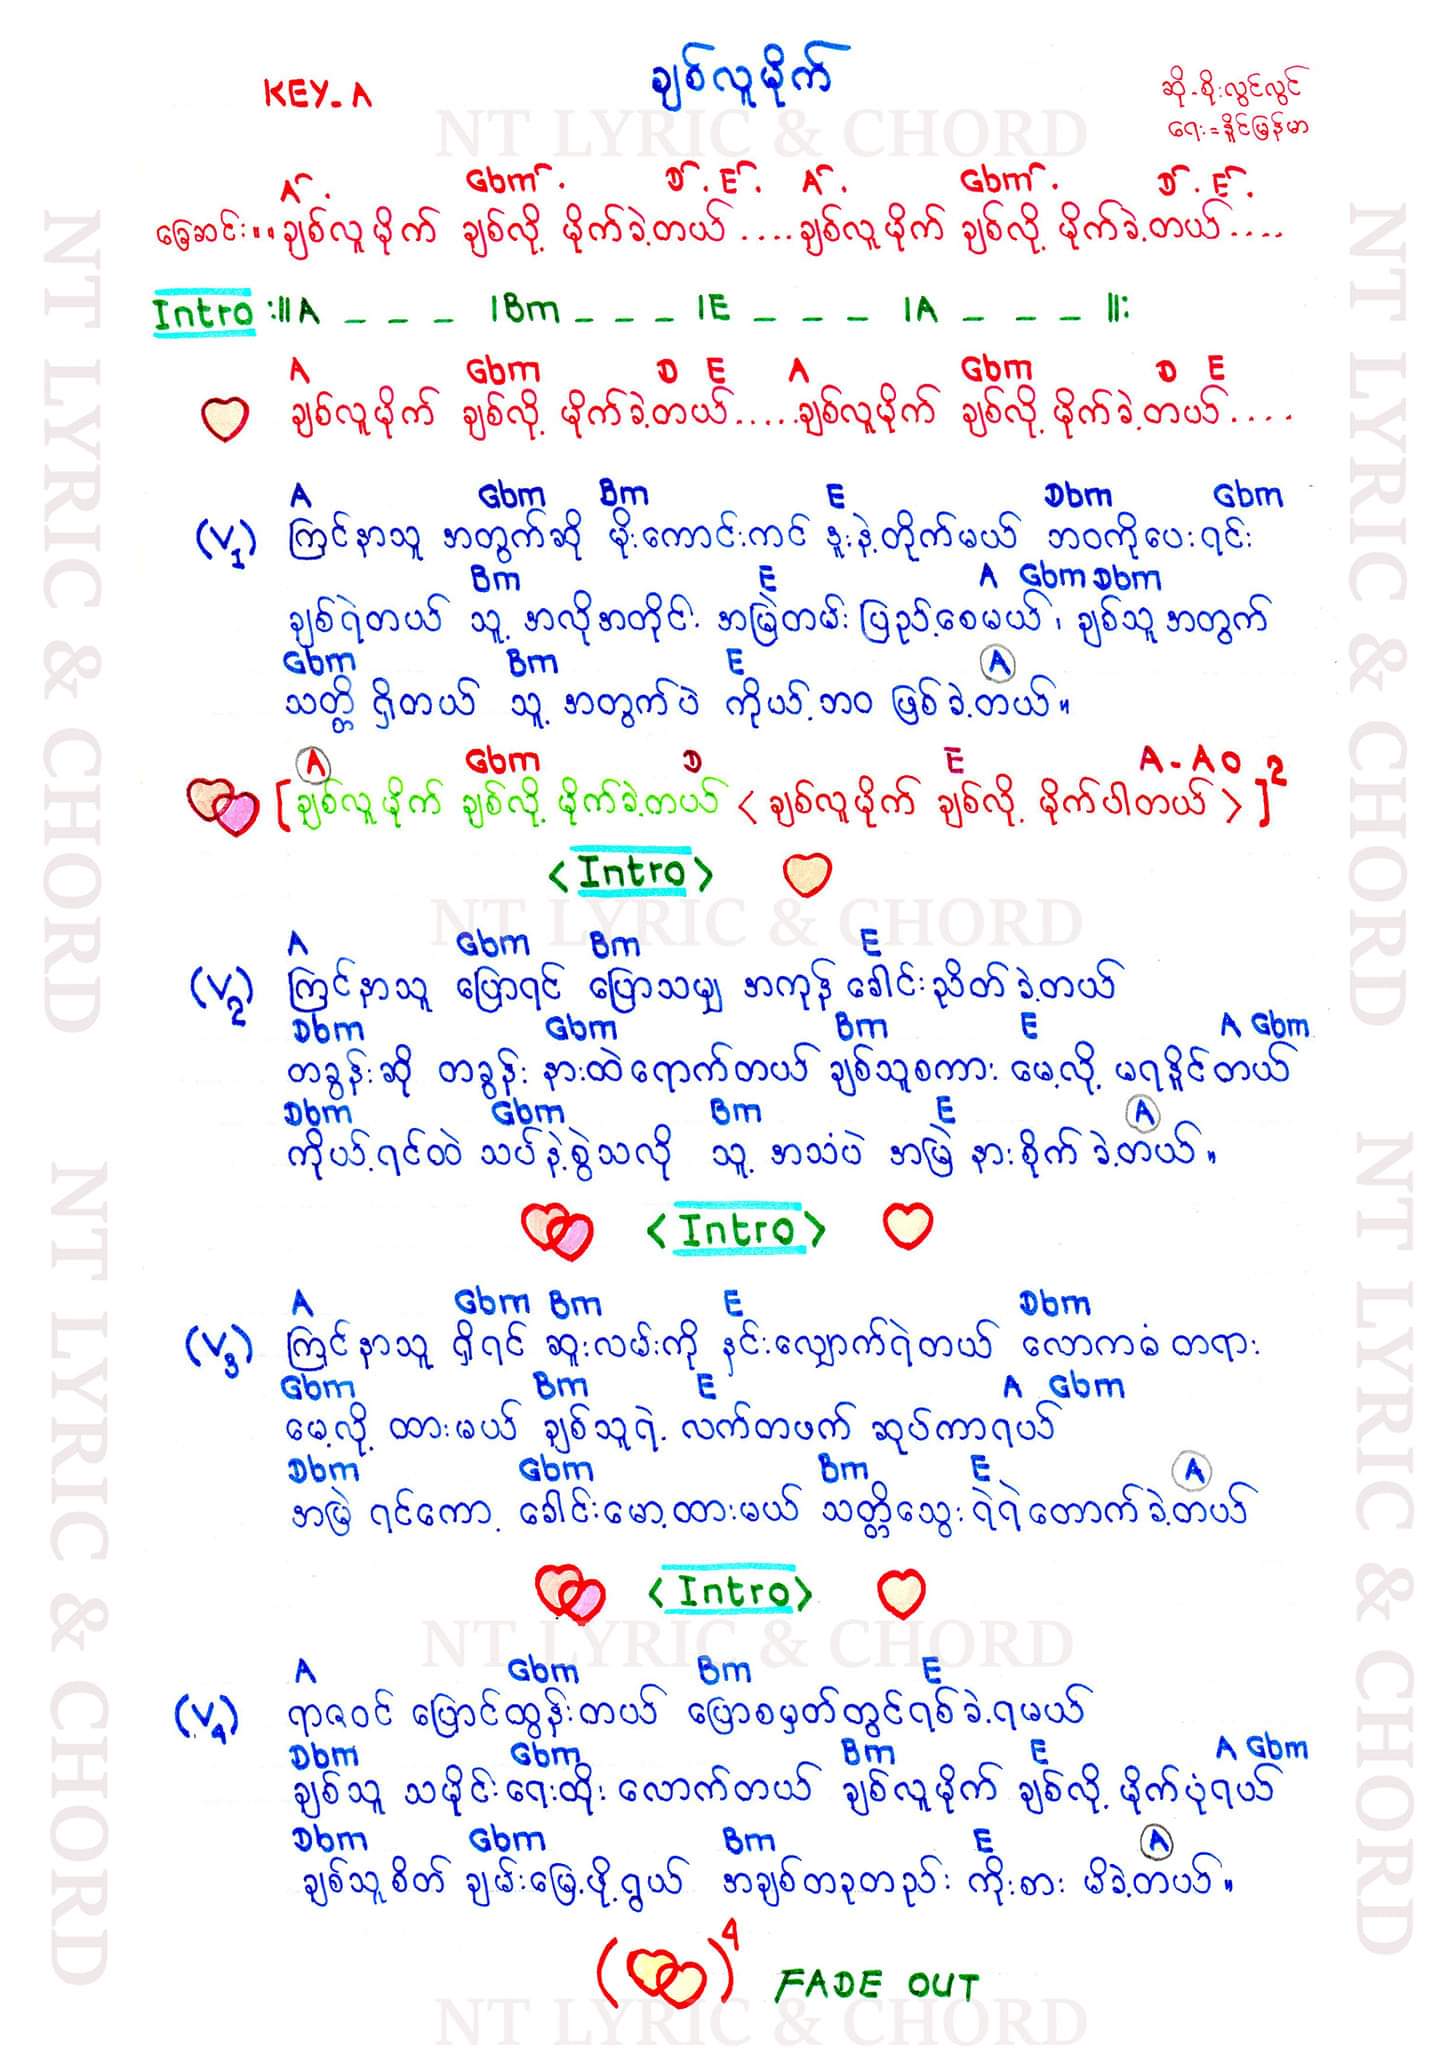 ချစ်လူမိုက်
KEY-A
ဆို-စိုးလွင်လွင်
ရေး=နိူင်မြန်မာ
NT LYRIC & CHORD
A . Gbm . D . E . A . Gbm . D . E .
ခြေဆင်း ။ ။ ချစ်လူမိုက် ချစ်လို့ မိုက်ခဲ့တယ် .... ချစ်လူမိုက် ချစ်လို့ မိုက်ခဲ့တယ် ....
Intro :||A _ _ _ |Bm _ _ _ |E _ _ _ |A _ _ _ ||:
A Gbm D E A Gbm D E
ချစ်လူမိုက် ချစ်လို့ မိုက်ခဲ့တယ် ..... ချစ်လူမိုက် ချစ်လို့ မိုက်ခဲ့တယ် ....
A Gbm Bm E Dbm Gbm
(V1) ကြင်နာသူ အတွက်ဆို မိုးကောင်းကင် နူးနဲ့တိုက်မယ် ဘဝကိုပေးရင်း
Bm E A Gbm Dbm
ချစ်ရဲတယ် သူ့ အလိုအတိုင်း အမြဲတမ်း ပြည့်စေမယ် ၊ ချစ်သူ အတွက်
Gbm Bm E A
သတ္တိ ရှိတယ် သူ့ အတွက်ပဲ ကိုယ့်ဘဝ ဖြစ်ခဲ့တယ် ။
A Gbm D E A - A O
[ ချစ်လူမိုက် ချစ်လို့ မိုက်ခဲ့တယ် < ချစ်လူမိုက် ချစ်လို့ မိုက်ပါတယ် > ]2
< Intro >
NT LYRIC & CHORD
A Gbm Bm E
(V2) ကြင်နာသူ ပြောရင် ပြောသမျှ အကုန် ခေါင်းညိတ်ခဲ့တယ်
Dbm Gbm Bm E A Gbm
တခွန်းဆို တခွန်း နားထဲရောက်တယ် ချစ်သူစကား မေ့လို့ မရနိူင်တယ်
Dbm Gbm Bm E A
ကိုယ့်ရင်ထဲ သပ်နဲ့စွဲသလို သူ့ အသံပဲ အမြဲ နားစိုက်ခဲ့တယ် ။
< Intro >
A Gbm Bm E Dbm
(V3) ကြင်နာသူ ရှိရင် ဆူးလမ်းကို နင်းလျှောက်ရဲတယ် လောကဓံ တရား
Gbm Bm E A Gbm
မေ့လို့ ထားမယ် ချစ်သူရဲ့ လက်တဖက် ဆုပ်ကာရယ်
Dbm Gbm Bm E A
အမြဲ ရင်ကော့ ခေါင်းမော့ထားမယ် သတ္တိသွေး ရဲရဲတောက်ခဲ့တယ်
< Intro >
NT LYRIC & CHORD
A Gbm Bm E
(V4) ရာဇဝင် ပြောင်ထွန်းတယ် ပြောစမှတ်တွင်ရစ်ခဲ့ရမယ်
Dbm Gbm Bm E A Gbm
ချစ်သူ သမိုင်းရေးထိုး လောက်တယ် ချစ်လူမိုက် ချစ်လို့ မိုက်ပုံရယ်
Dbm Gbm Bm E A
ချစ်သူစိတ် ချမ်းမြေ့ဖို့ရွယ် အချစ်တခုတည်း ကိုးစား မိခဲ့တယ် ။
( )4 FADE OUT
NT LYRIC & CHORD
NT LYRIC & CHORD
NT LYRIC & CHORD
NT LYRIC & CHORD
NT LYRIC & CHORD